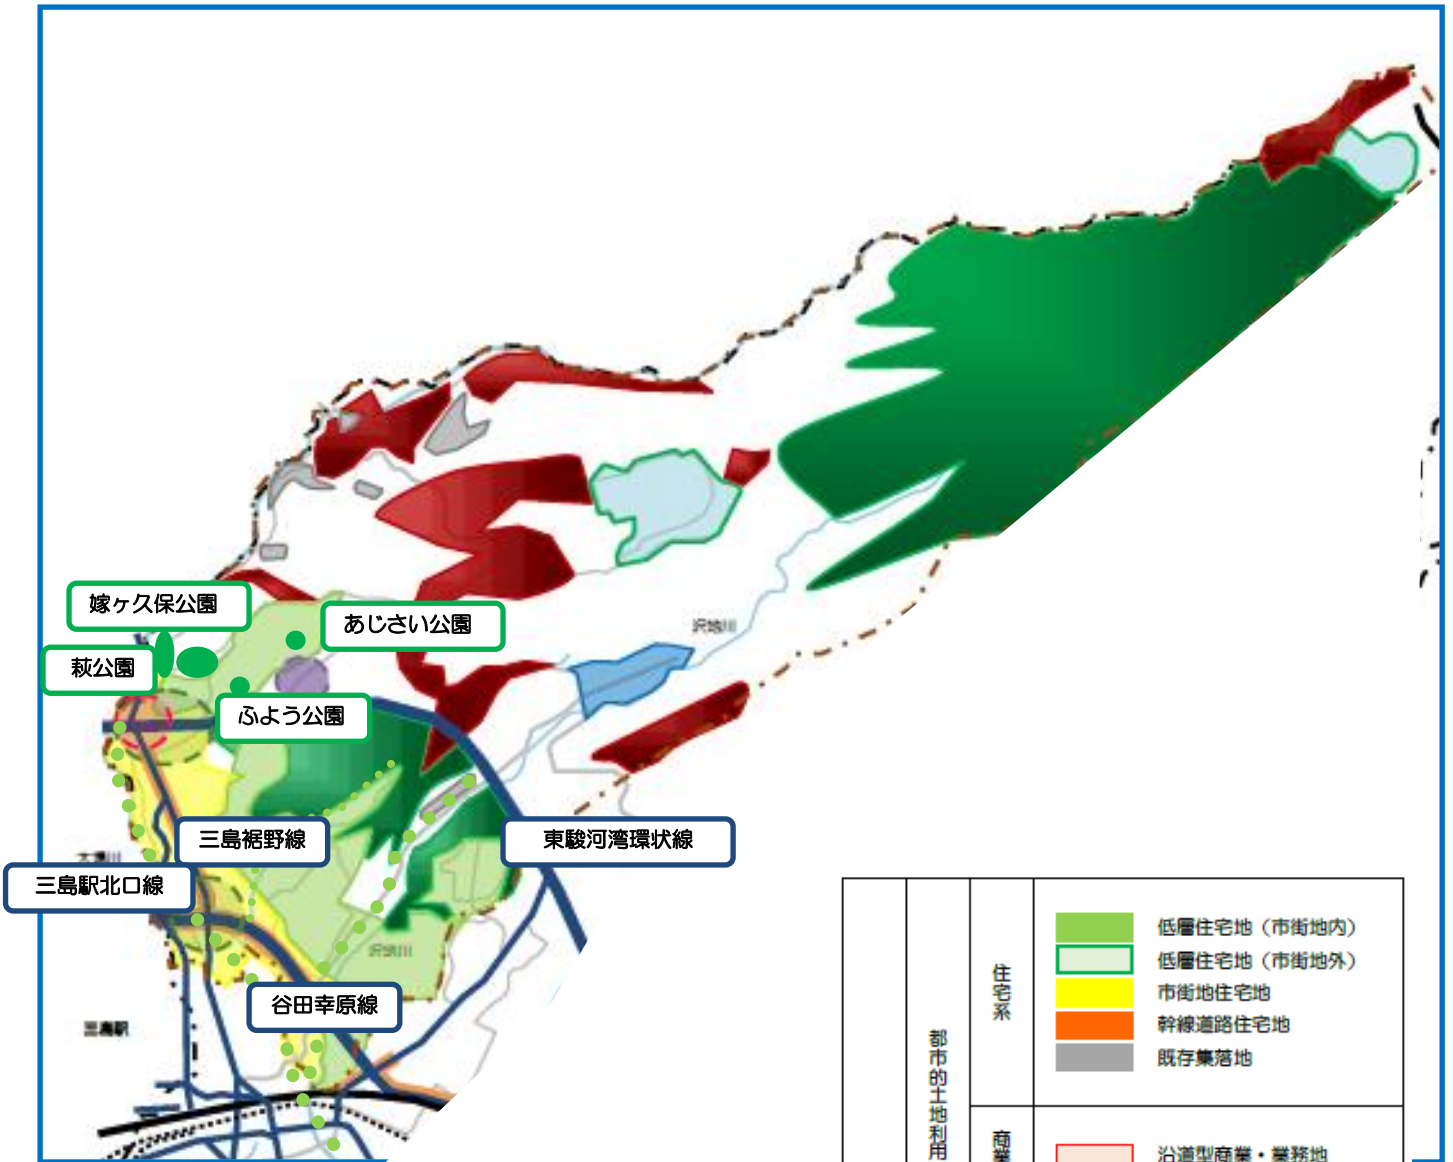 沢地川
嫁ヶ久保公園
あじさい公園
萩公園
ふよう公園
三島裾野線
東駿河湾環状線
大場川
三島駅北口線
沢地川
谷田幸原線
三島駅
都市的土地利用
住宅系
低層住宅地（市街地内）
低層住宅地（市街地外）
市街地住宅地
幹線道路住宅地
既存集落地
商業
沿道型商業・業務地